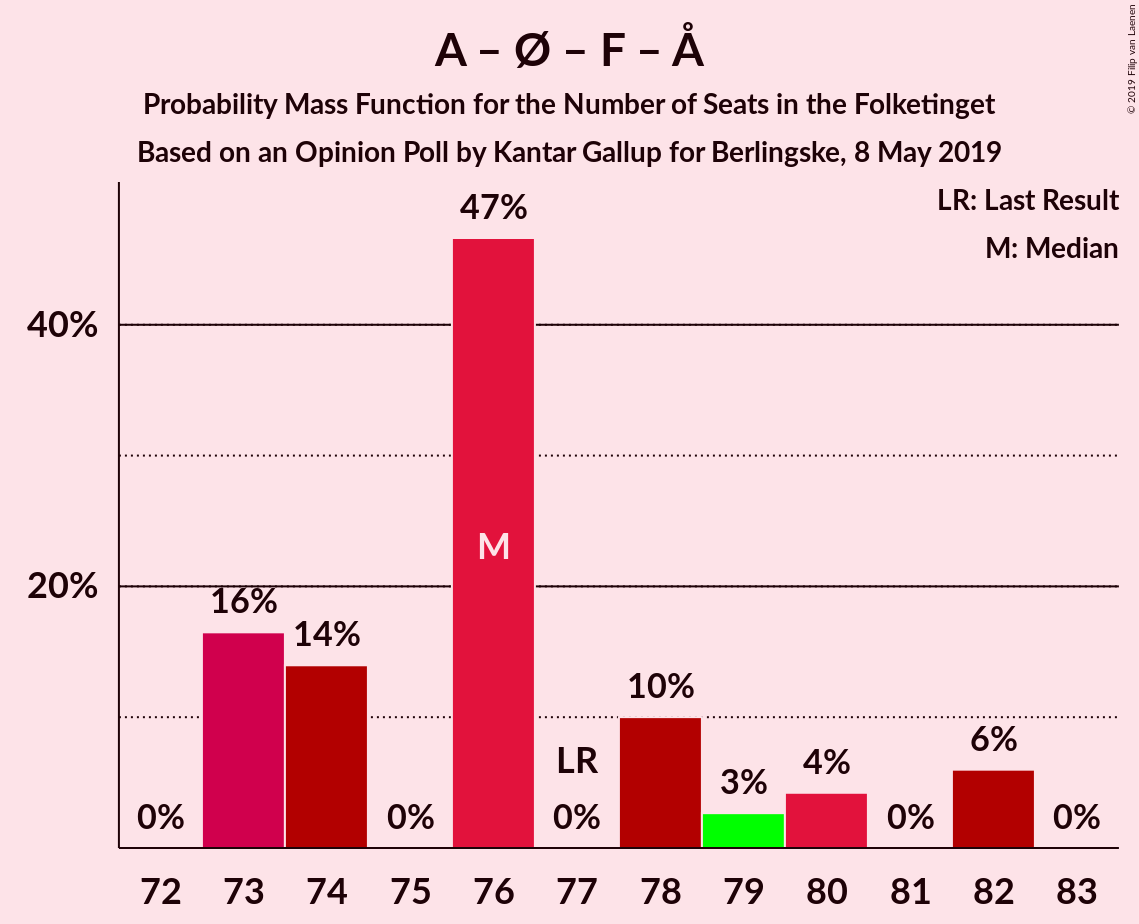 A – Ø – F – Å
Probability Mass Function for the Number of Seats in the Folketinget
Based on an Opinion Poll by Kantar Gallup for Berlingske, 8 May 2019
© 2019 Filip van Laenen
LR: Last Result
M: Median
47%
40%
M
20%
16%
14%
10%
LR
6%
4%
3%
0%
0%
0%
0%
0%
72 73 74 75 76 77 78 79 80 81 82 83